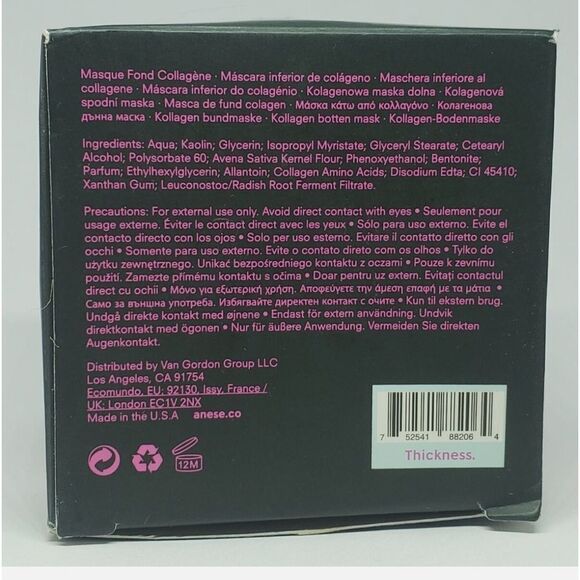 Masque Fond Collagène · Máscara inferior de colágeno · Maschera inferiore al
collagene · Máscara inferior do colagénio · Kolagenowa maska dolna · Kolagenová
spodní maska · Masca de fund colagen · Μάσκα κάτω από κολλαγόνο · Колагенова
дънна маска · Kollagen bundmaske · Kollagen botten mask · Kollagen-Bodenmaske
Ingredients: Aqua; Kaolin; Glycerin; Isopropyl Myristate; Glyceryl Stearate; Cetearyl
Alcohol; Polysorbate 60; Avena Sativa Kernel Flour; Phenoxyethanol; Bentonite;
Parfum; Ethylhexylglycerin; Allantoin; Collagen Amino Acids; Disodium Edta; CI 45410;
Xanthan Gum; Leuconostoc/Radish Root Ferment Filtrate.
Precautions: For external use only. Avoid direct contact with eyes • Seulement pour
usage externe. Éviter le contact direct avec les yeux • Sólo para uso externo. Evite el
contacto directo con los ojos • Solo per uso esterno. Evitare il contatto diretto con gli
occhi • Somente para uso externo. Evite o contato direto com os olhos • Tylko do
użytku zewnętrznego. Unikać bezpośredniego kontaktu z oczami • Pouze k zevnímu
použití. Zamezte přímému kontaktu s očima • Doar pentru uz extern. Evitați contactul
direct cu ochii • Μόνο για εξωτερική χρήση. Αποφεύγετε την άμεση επαφή με τα μάτια •
Само за външна употреба. Избягвайте директен контакт с очите • Kun til ekstern brug.
Undgå direkte kontakt med øjnene • Endast för extern användning. Undvik
direktkontakt med ögonen • Nur für äußere Anwendung. Vermeiden Sie direkten
Augenkontakt.
Distributed by Van Gordon Group LLC
Los Angeles, CA 91754
Ecomundo, EU: 92130, Issy, France /
UK: London EC1V 2NX
Made in the U.S.A anese.co
12M
7 52541 88206 4
Thickness.